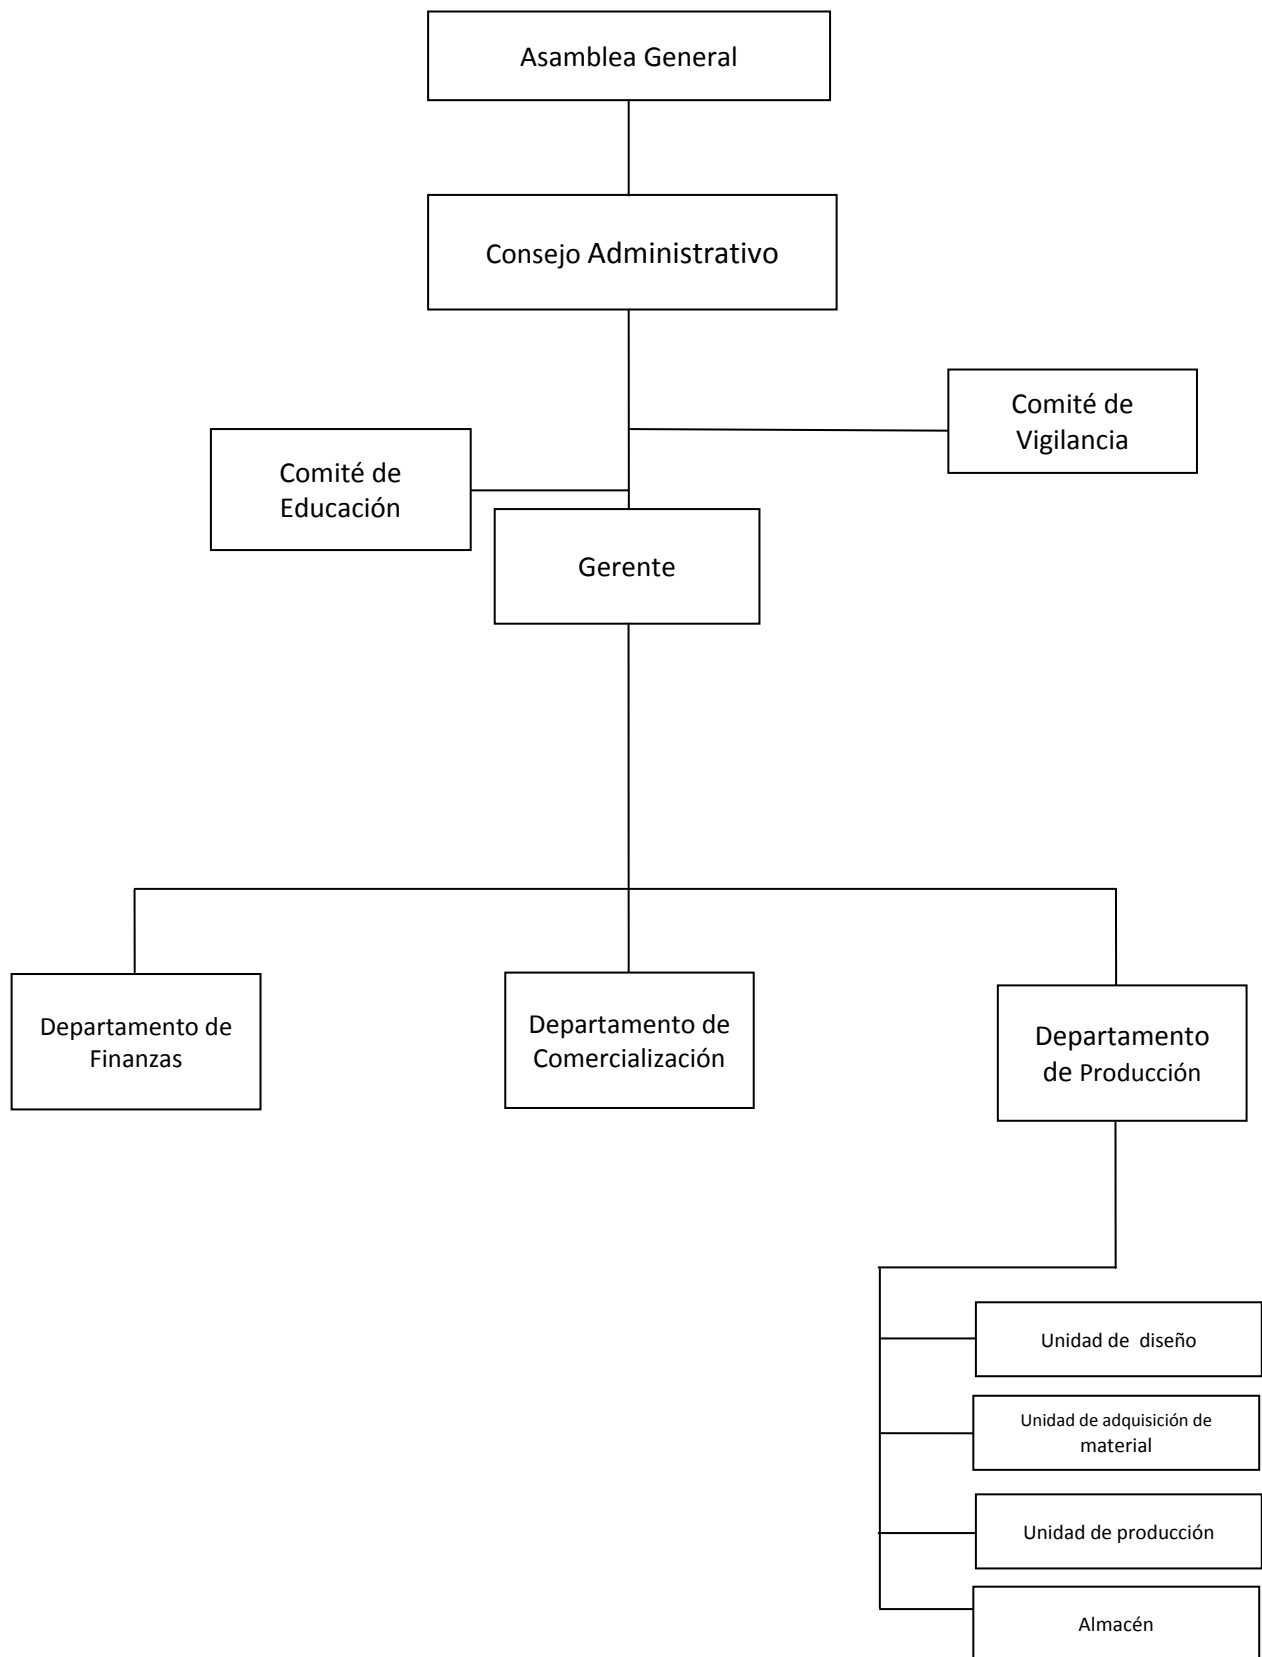 Asamblea General
Consejo Administrativo
Comité de
Vigilancia
Comité de
Educación
Gerente
Departamento de
Finanzas
Departamento de
Comercialización
Departamento
de Producción
Unidad de diseño
Unidad de adquisición de
material
Unidad de producción
Almacén